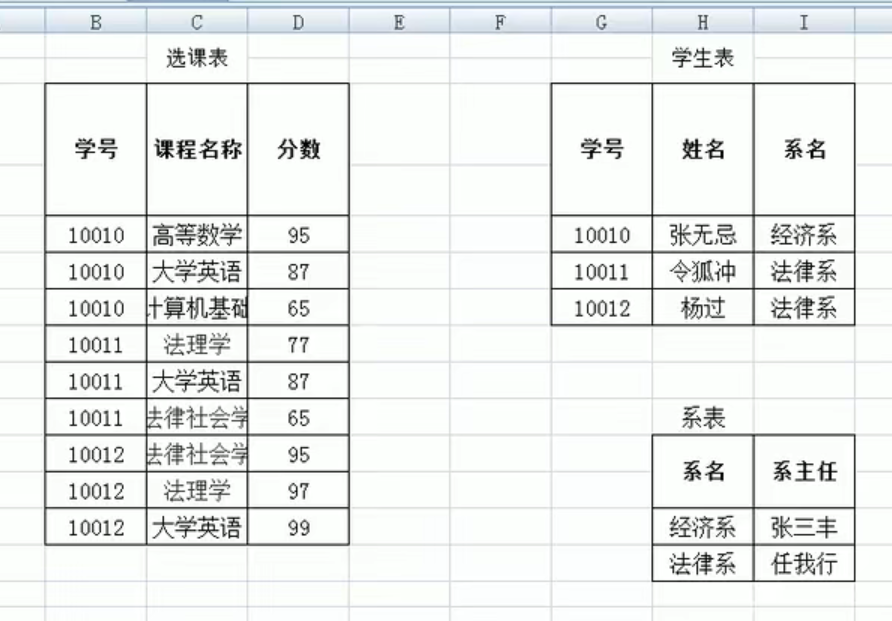 B C D E F G H I
选课表 学生表
学号 课程名称 分数 学号 姓名 系名
10010 高等数学 95 10010 张无忌 经济系
10010 大学英语 87 10011 令狐冲 法律系
10010 计算机基础 65 10012 杨过 法律系
10011 法理学 77
10011 大学英语 87
10011 法律社会学 65 系表
10012 法律社会学 95 系名 系主任
10012 法理学 97
10012 大学英语 99 经济系 张三丰
法律系 任我行